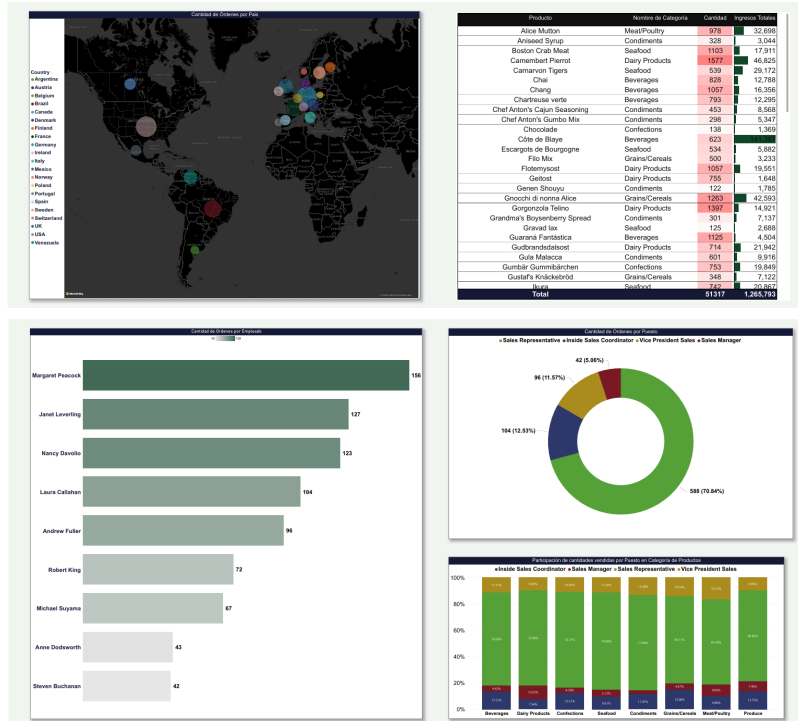 Cantidad de Órdenes por País
Country
Argentina
Austria
Belgium
Brazil
Canada
Denmark
Finland
France
Germany
Ireland
Italy
Mexico
Norway
Poland
Portugal
Spain
Sweden
Switzerland
UK
USA
Venezuela
Producto Nombre de Categoría Cantidad Ingresos Totales
Alice Mutton Meat/Poultry 978 32,698
Aniseed Syrup Condiments 328 3,044
Boston Crab Meat Seafood 1103 17,911
Camembert Pierrot Dairy Products 1577 46,825
Carnarvon Tigers Seafood 539 29,172
Chai Beverages 828 12,788
Chang Beverages 1057 16,356
Chartreuse verte Beverages 793 12,295
Chef Anton's Cajun Seasoning Condiments 453 8,568
Chef Anton's Gumbo Mix Condiments 298 5,347
Chocolade Confections 138 1,369
Côte de Blaye Beverages 623
Escargots de Bourgogne Seafood 534 5,882
Filo Mix Grains/Cereals 500 3,233
Flotemysost Dairy Products 1057 19,551
Geitost Dairy Products 755 1,648
Genen Shouyu Condiments 122 1,785
Gnocchi di nonna Alice Grains/Cereals 1263 42,593
Gorgonzola Telino Dairy Products 1397 14,921
Grandma's Boysenberry Spread Condiments 301 7,137
Gravad lax Seafood 125 2,688
Guaraná Fantástica Beverages 1125 4,504
Gudbrandsdalsost Dairy Products 714 21,942
Gula Malacca Condiments 601 9,916
Gumbär Gummibärchen Confections 753 19,849
Gustaf's Knäckebröd Grains/Cereals 348 7,122
Ikura Seafood 742 20,867
Total 51317 1,265,793
Cantidad de Ordenes por Empleado
Margaret Peacock 156
Janet Leverling 127
Nancy Davolio 123
Laura Callahan 104
Andrew Fuller 96
Robert King 72
Michael Suyama 67
Anne Dodsworth 43
Steven Buchanan 42
Cantidad de Ordenes por Puesto
Sales Representative Inside Sales Coordinator Vice President Sales Sales Manager
42 (5.06%)
96 (11.57%)
104 (12.53%)
588 (70.84%)
Participación de cantidades vendidas por Puesto en Categoría de Productos
Inside Sales Coordinator Sales Manager Sales Representative Vice President Sales
100%
80%
60%
40%
20%
0%
Beverages Dairy Products Confections Seafood Condiments Grains/Cereals Meat/Poultry Produce